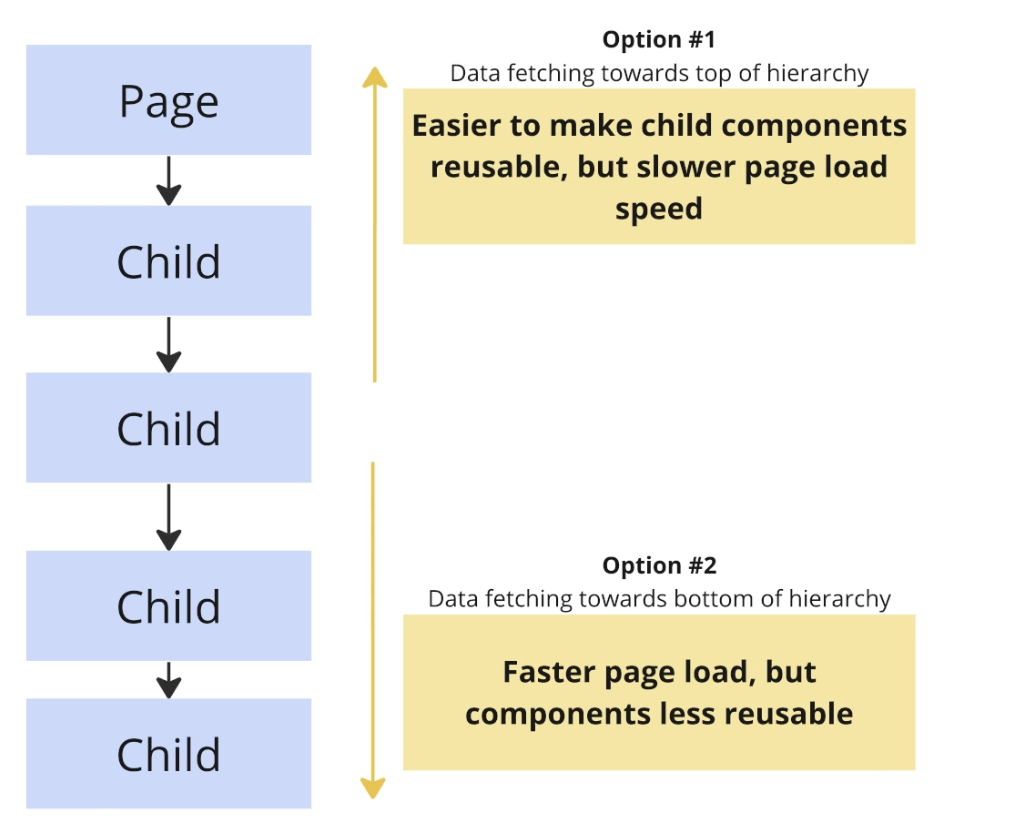 Page
Child
Child
Child
Child
Option #1
Data fetching towards top of hierarchy
Easier to make child components
reusable, but slower page load
speed
Option #2
Data fetching towards bottom of hierarchy
Faster page load, but
components less reusable